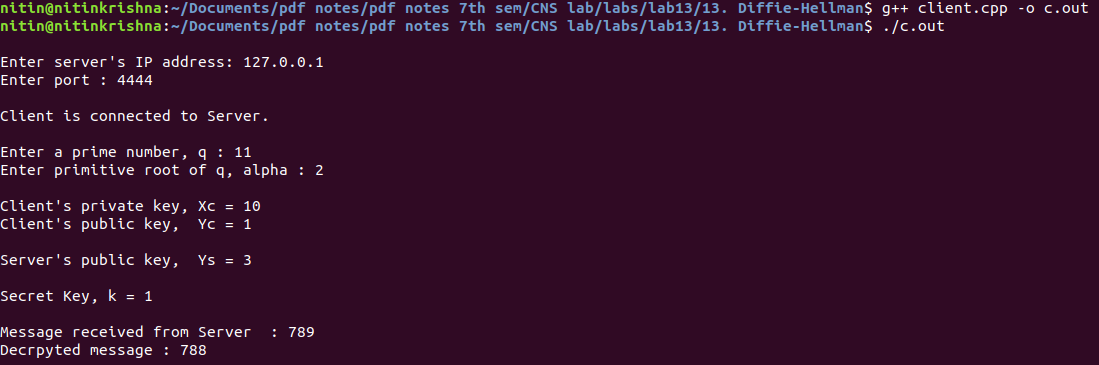 nitin@nitinkrishna:~/Documents/pdf notes/pdf notes 7th sem/CNS lab/labs/lab13/13. Diffie-Hellman$ g++ client.cpp -o c.out
nitin@nitinkrishna:~/Documents/pdf notes/pdf notes 7th sem/CNS lab/labs/lab13/13. Diffie-Hellman$ ./c.out
Enter server's IP address: 127.0.0.1
Enter port : 4444
Client is connected to Server.
Enter a prime number, q : 11
Enter primitive root of q, alpha : 2
Client's private key, Xc = 10
Client's public key,  Yc = 1
Server's public key,  Ys = 3
Secret Key, k = 1
Message received from Server  : 789
Decrpyted message : 788